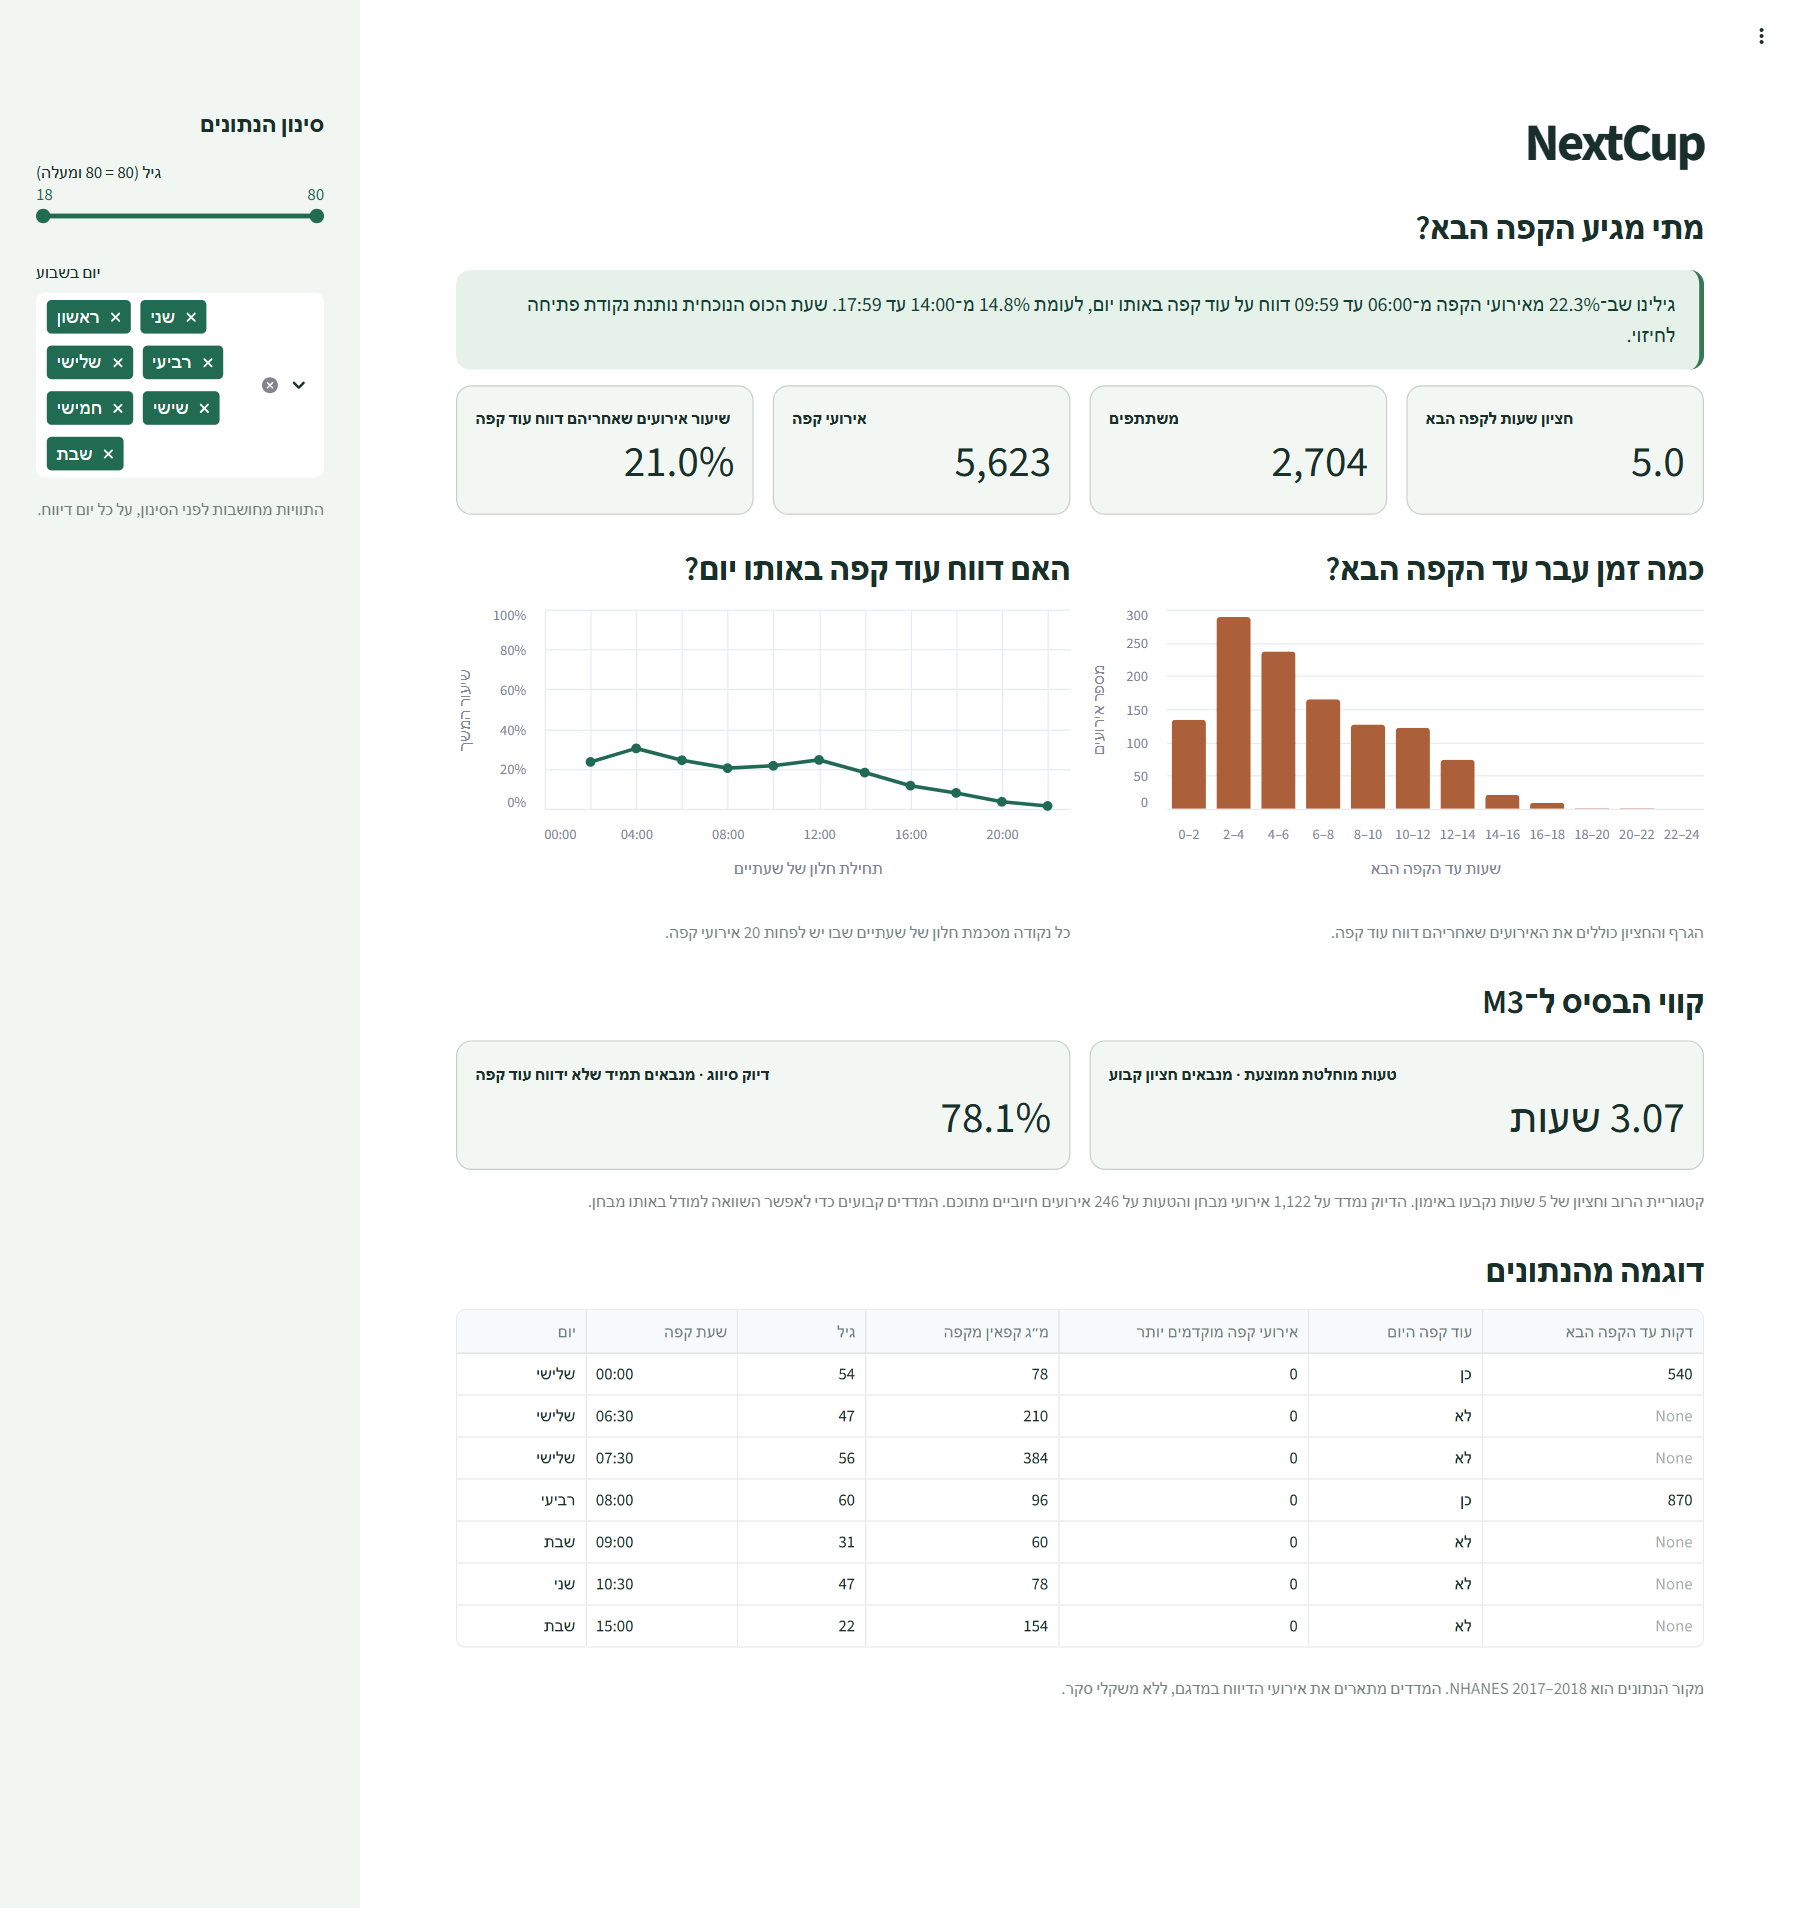 NextCup
מתי מגיע הקפה הבא?
גילינו שב־22.3% מאירועי הקפה מ־06:00 עד 09:59 דווח על עוד קפה באותו יום, לעומת 14.8% מ־14:00 עד 17:59. שעת הכוס הנוכחית נותנת נקודת פתיחה
לחיזוי.
חציון שעות לקפה הבא
5.0
משתתפים
2,704
אירועי קפה
5,623
שיעור אירועים שאחריהם דווח עוד קפה
21.0%
כמה זמן עבר עד הקפה הבא?
מספר אירועים
300
250
200
150
100
50
0
0–2 2–4 4–6 6–8 8–10 10–12 12–14 14–16 16–18 18–20 20–22 22–24
שעות עד הקפה הבא
הגרף והחציון כוללים את האירועים שאחריהם דווח עוד קפה.
האם דווח עוד קפה באותו יום?
שיעור המשך
100%
80%
60%
40%
20%
0%
00:00 04:00 08:00 12:00 16:00 20:00
תחילת חלון של שעתיים
כל נקודה מסכמת חלון של שעתיים שבו יש לפחות 20 אירועי קפה.
קווי הבסיס ל־M3
טעות מוחלטת ממוצעת · מנבאים חציון קבוע
3.07 שעות
דיוק סיווג · מנבאים תמיד שלא ידווח עוד קפה
78.1%
קטגוריית הרוב וחציון של 5 שעות נקבעו באימון. הדיוק נמדד על 1,122 אירועי מבחן והטעות על 246 אירועים חיוביים מתוכם. המדדים קבועים כדי לאפשר השוואה למודל באותו מבחן.
דוגמה מהנתונים
דקות עד הקפה הבא עוד קפה היום אירועי קפה מוקדמים יותר מ״ג קפאין מקפה גיל שעת קפה יום
540 כן 0 78 54 00:00 שלישי
None לא 0 210 47 06:30 שלישי
None לא 0 384 56 07:30 שלישי
870 כן 0 96 60 08:00 רביעי
None לא 0 60 31 09:00 שבת
None לא 0 78 47 10:30 שני
None לא 0 154 22 15:00 שבת
מקור הנתונים הוא NHANES 2017–2018. המדדים מתארים את אירועי הדיווח במדגם, ללא משקלי סקר.
סינון הנתונים
גיל (80 = 80 ומעלה)
18 80
יום בשבוע
ראשון שני
שלישי רביעי
חמישי שישי
שבת
התוויות מחושבות לפני הסינון, על כל יום דיווח.